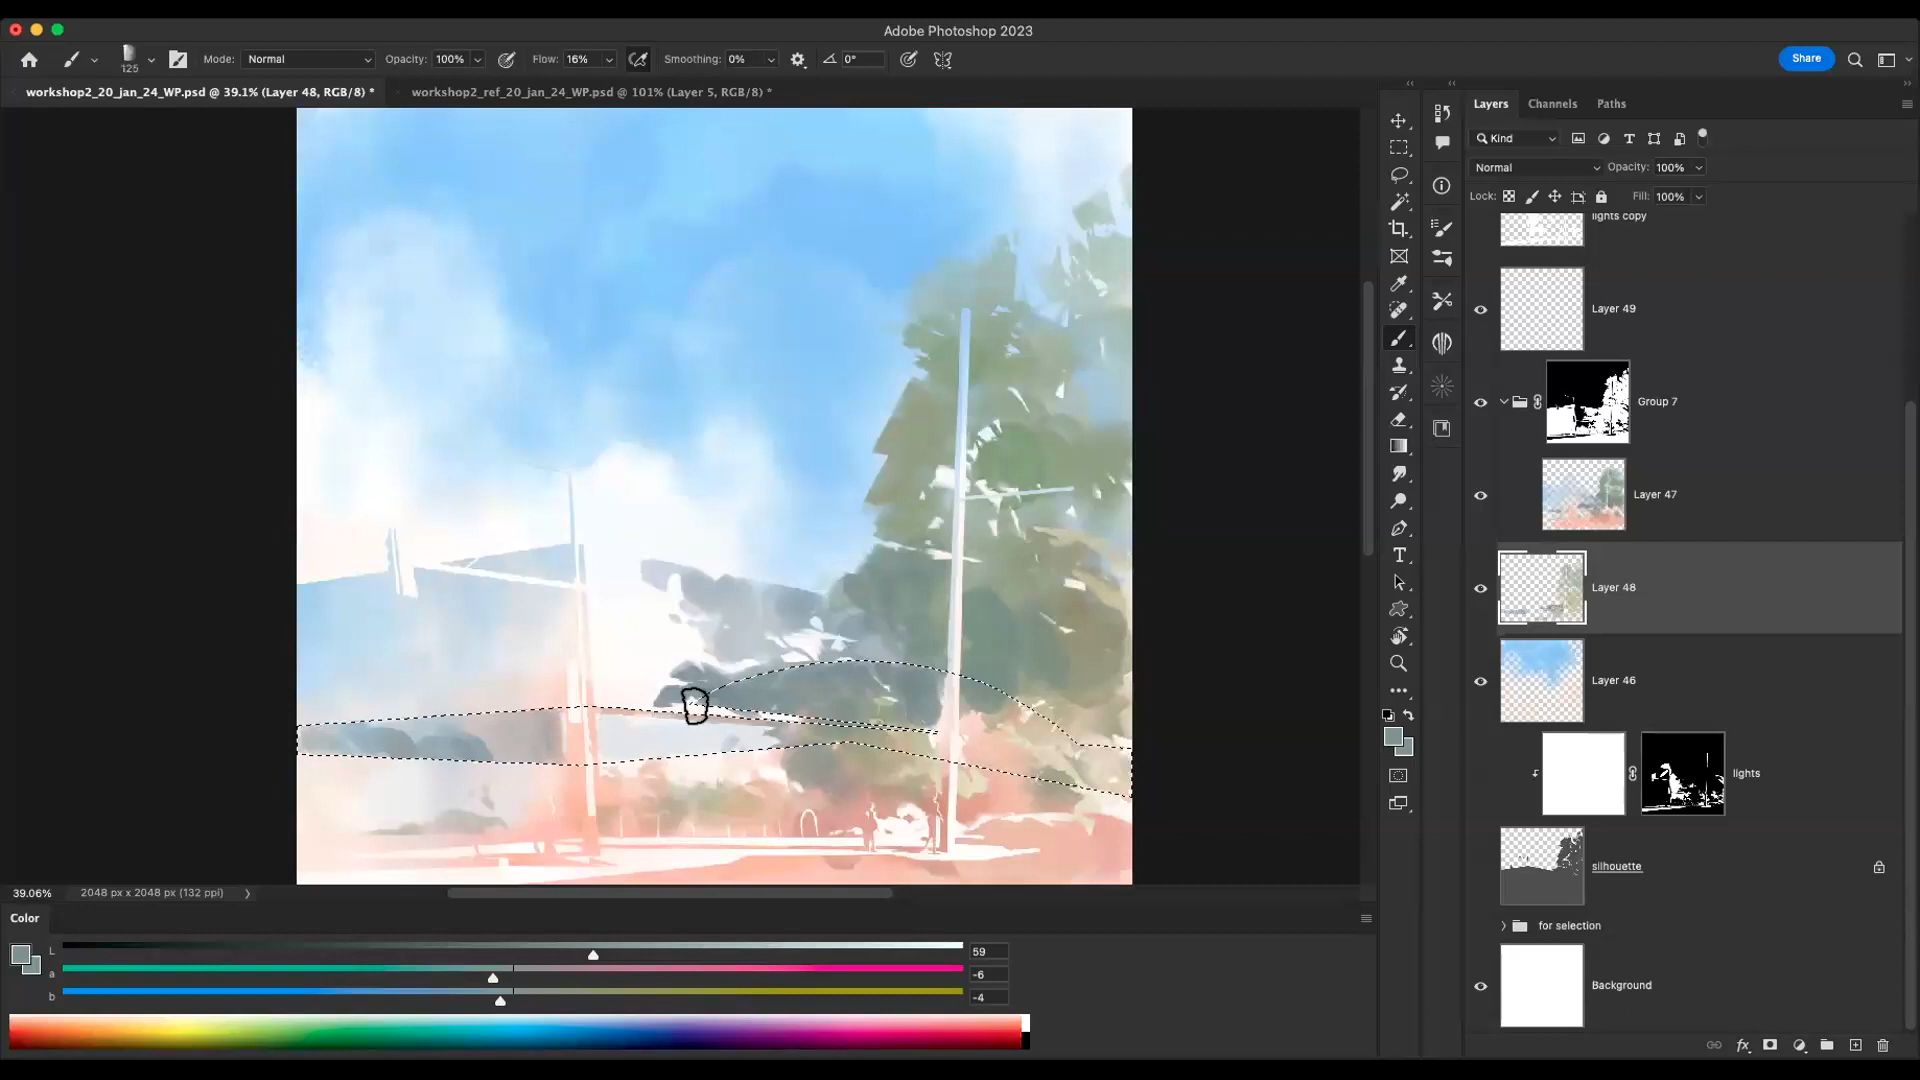 Adobe Photoshop 2023
125 Mode: Normal Opacity: 100% Flow: 16% Smoothing: 0% 0° Share
workshop2_20_jan_24_WP.psd @ 39.1% (Layer 48, RGB/8) * workshop2_ref_20_jan_24_WP.psd @ 101% (Layer 5, RGB/8) *
Layers Channels Paths
Kind
Normal Opacity: 100%
Lock: Fill: 100%
lights copy
Layer 49
Group 7
Layer 47
Layer 48
Layer 46
lights
silhouette
for selection
Background
39.06% 2048 px x 2048 px (132 ppi)
Color
L 59
a -6
b -4
fx